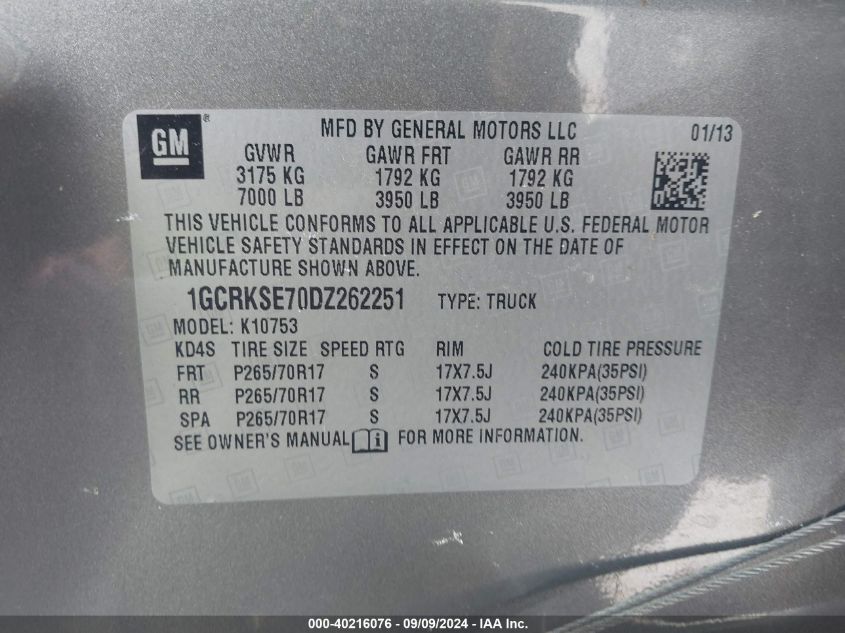 GM®
MFD BY GENERAL MOTORS LLC 01/13
GVWR GAWR FRT GAWR RR
3175 KG 1792 KG 1792 KG
7000 LB 3950 LB 3950 LB
THIS VEHICLE CONFORMS TO ALL APPLICABLE U.S. FEDERAL MOTOR
VEHICLE SAFETY STANDARDS IN EFFECT ON THE DATE OF
MANUFACTURE SHOWN ABOVE.
1GCRKSE70DZ262251 TYPE: TRUCK
MODEL: K10753
KD4S TIRE SIZE SPEED RTG RIM COLD TIRE PRESSURE
FRT P265/70R17 S 17X7.5J 240KPA(35PSI)
RR P265/70R17 S 17X7.5J 240KPA(35PSI)
SPA P265/70R17 S 17X7.5J 240KPA(35PSI)
SEE OWNER'S MANUAL i FOR MORE INFORMATION.
000-40216076 - 09/09/2024 - IAA Inc.